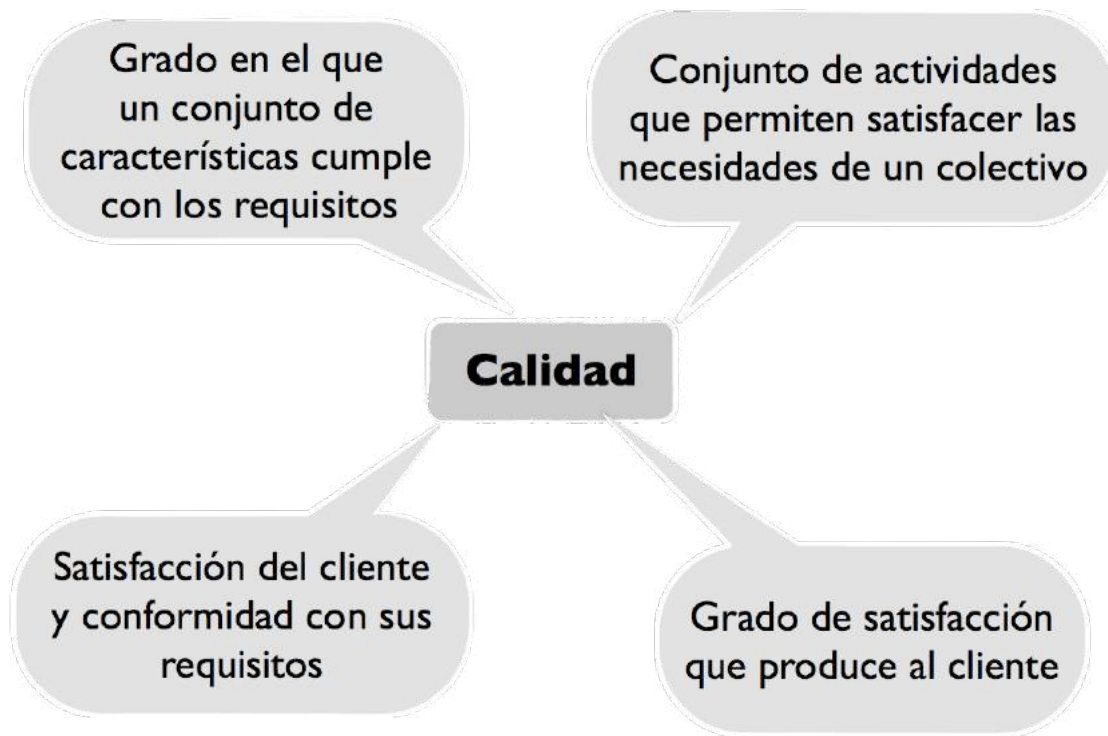 Grado en el que
un conjunto de
características cumple
con los requisitos
Conjunto de actividades
que permiten satisfacer las
necesidades de un colectivo
Calidad
Satisfacción del cliente
y conformidad con sus
requisitos
Grado de satisfacción
que produce al cliente